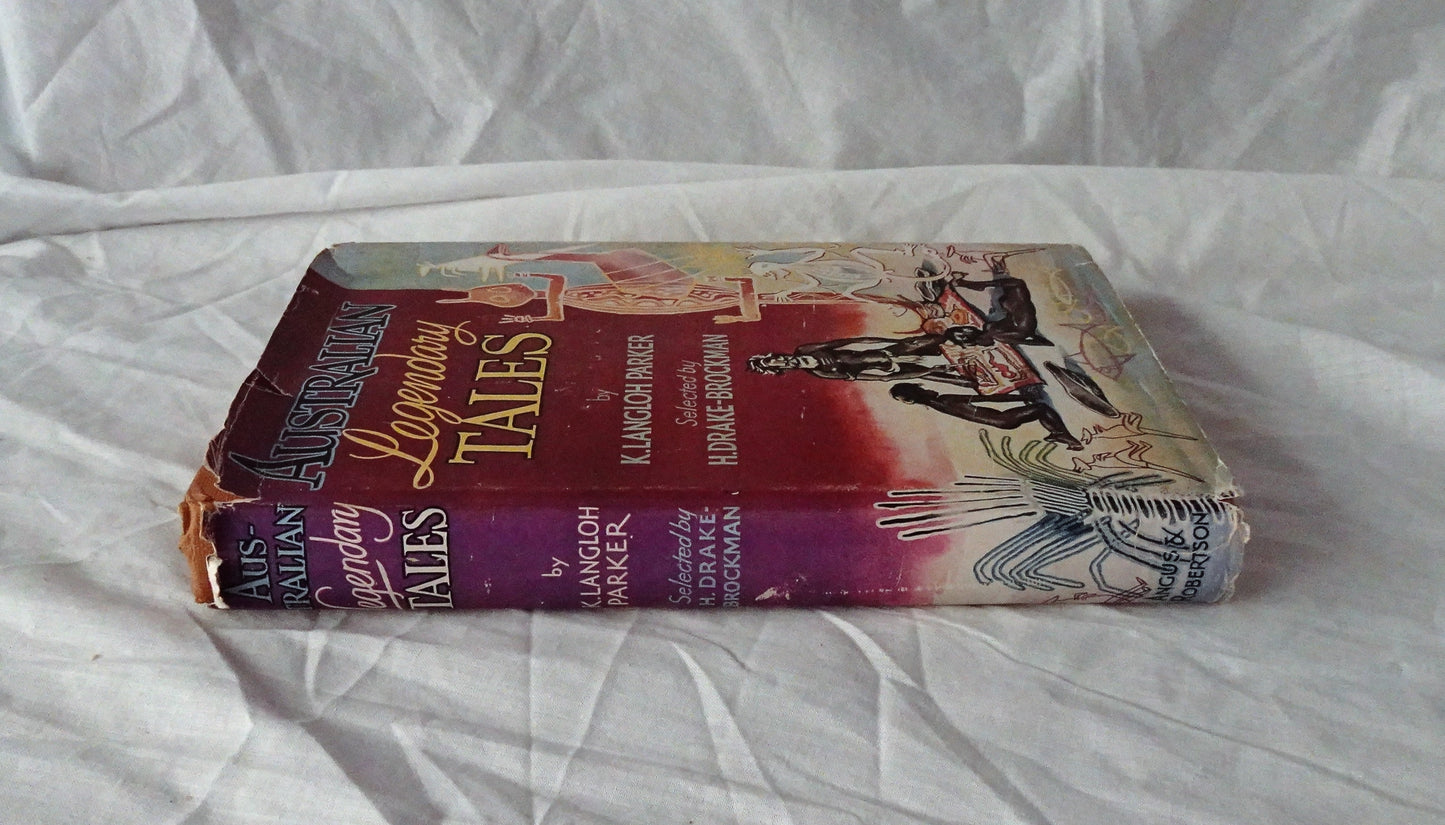 AUSTRALIAN
Legendary
TALES
by
K. LANGLOH PARKER
Selected by
H. DRAKE-BROCKMAN
AUS-
TRALIAN
Legendary
TALES
by
K. LANGLOH
PARKER
Selected by
H. DRAKE-
BROCKMAN
ANGUS &
ROBERTSON